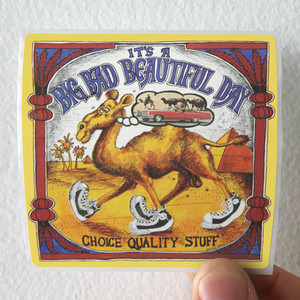 IT'S A
BIG BAD BEAUTIFUL DAY
CHOICE QUALITY STUFF